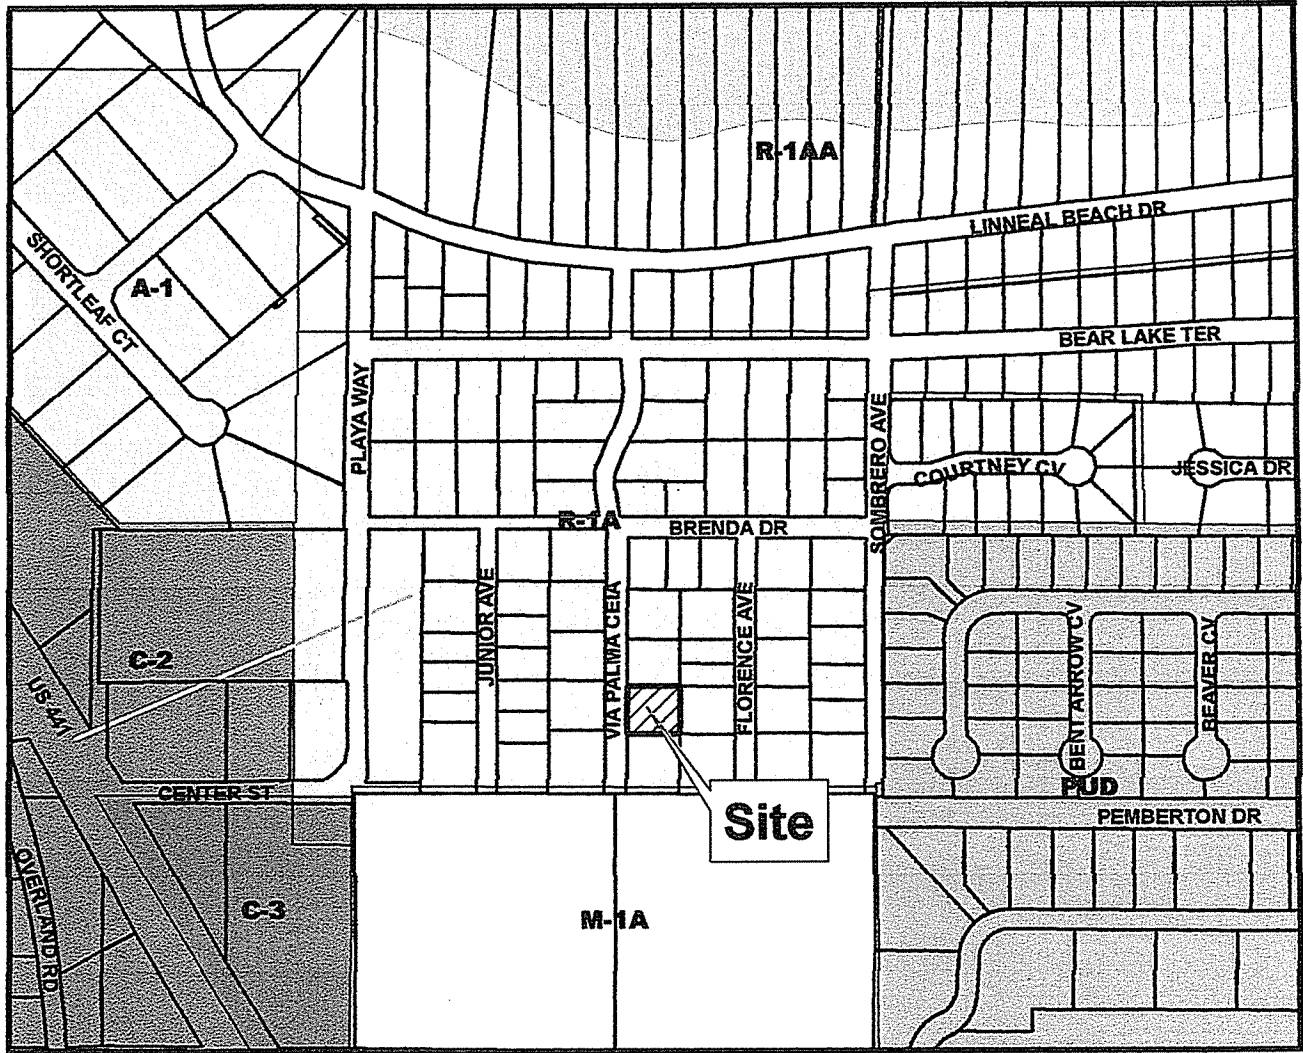 R-1AA
LINNEAL BEACH DR
SHORTLEAF CT
A-1
BEAR LAKE TER
PLAYA WAY
SOMBRERO AVE
COURTNEY CV
JESSICA DR
R-1A
BRENDA DR
JUNIOR AVE
VIA PALMA CEIA
FLORENCE AVE
BENT ARROW CV
BEAVER CV
C-2
US 441
CENTER ST
PUD
PEMBERTON DR
Site
OVERLAND RD
C-3
M-1A